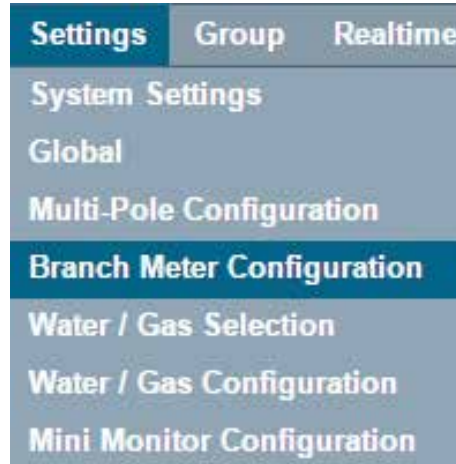 Settings Group Realtime
System Settings
Global
Multi-Pole Configuration
Branch Meter Configuration
Water / Gas Selection
Water / Gas Configuration
Mini Monitor Configuration